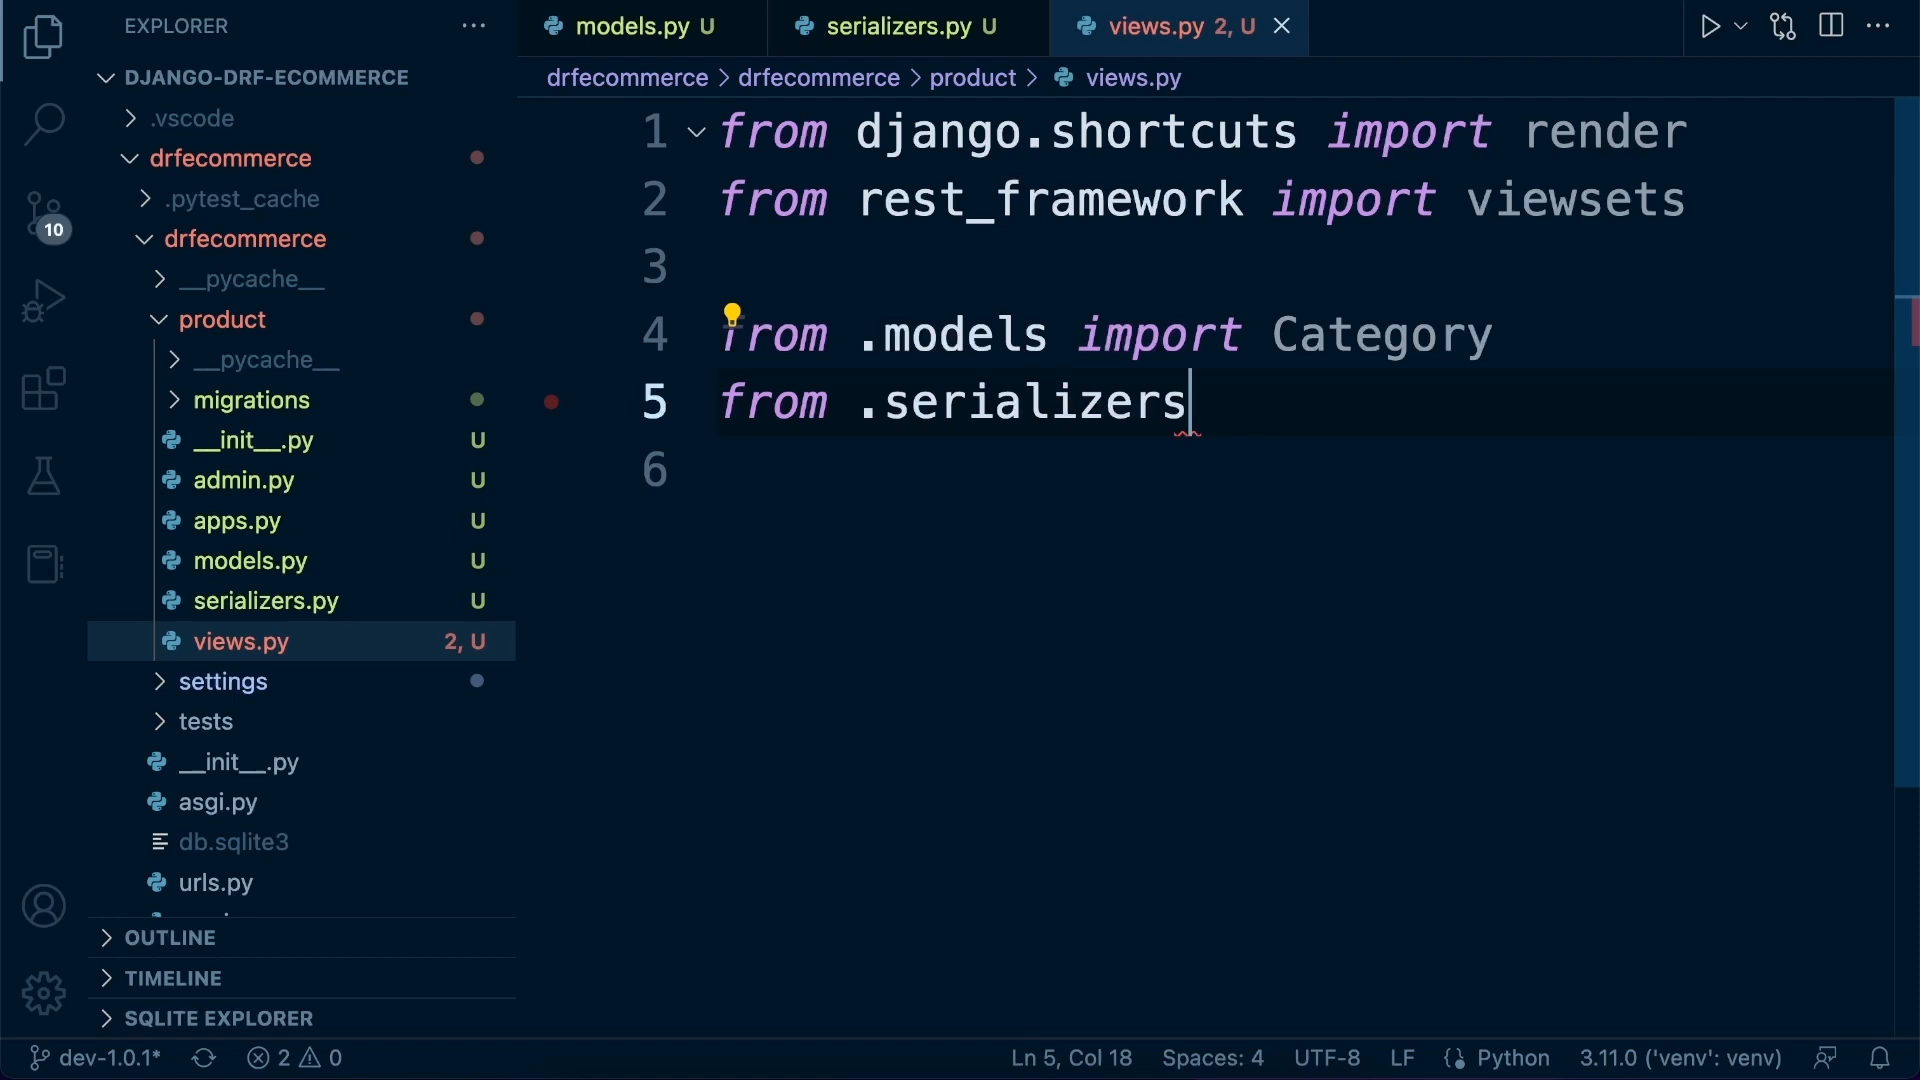 EXPLORER
DJANGO-DRF-ECOMMERCE
.vscode
drfecommerce
.pytest_cache
drfecommerce
__pycache__
product
__pycache__
migrations
__init__.py U
admin.py U
apps.py U
models.py U
serializers.py U
views.py 2, U
settings
tests
__init__.py
asgi.py
db.sqlite3
urls.py
OUTLINE
TIMELINE
SQLITE EXPLORER
10
models.py U
serializers.py U
views.py 2, U
drfecommerce > drfecommerce > product > views.py
1 from django.shortcuts import render
2 from rest_framework import viewsets
3
4 from .models import Category
5 from .serializers
6
dev-1.0.1* 2 0
Ln 5, Col 18 Spaces: 4 UTF-8 LF Python 3.11.0 ('venv': venv)